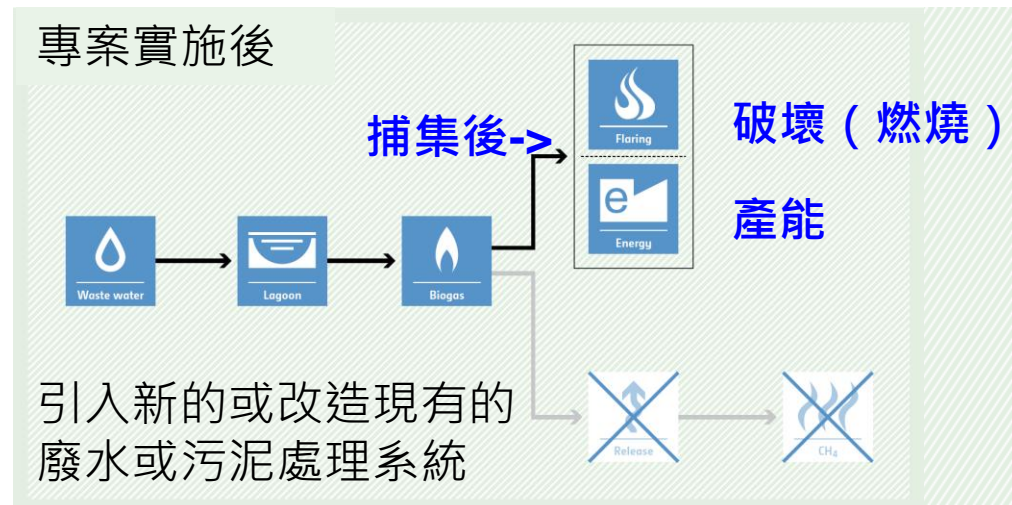 專案實施後
捕集後->
Flaring
破壞（燃燒）
e
Energy
產能
Waste water
Lagoon
Biogas
引入新的或改造現有的
廢水或污泥處理系統
Release
CH₄